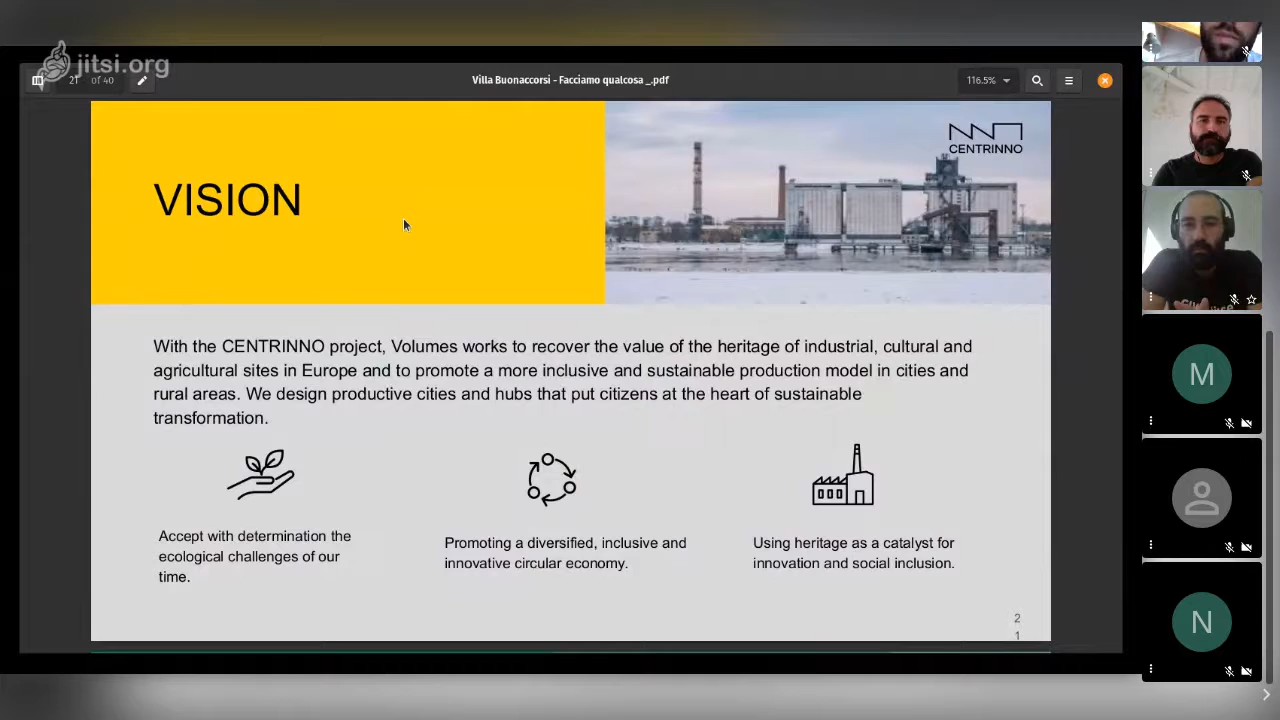 jitsi.org
21 of 40
Villa Buonaccorsi - Facciamo qualcosa _.pdf
116.5%
VISION
CENTRINNO
With the CENTRINNO project, Volumes works to recover the value of the heritage of industrial, cultural and
agricultural sites in Europe and to promote a more inclusive and sustainable production model in cities and
rural areas. We design productive cities and hubs that put citizens at the heart of sustainable
transformation.
Accept with determination the
ecological challenges of our
time.
Promoting a diversified, inclusive and
innovative circular economy.
Using heritage as a catalyst for
innovation and social inclusion.
2
1
M
N